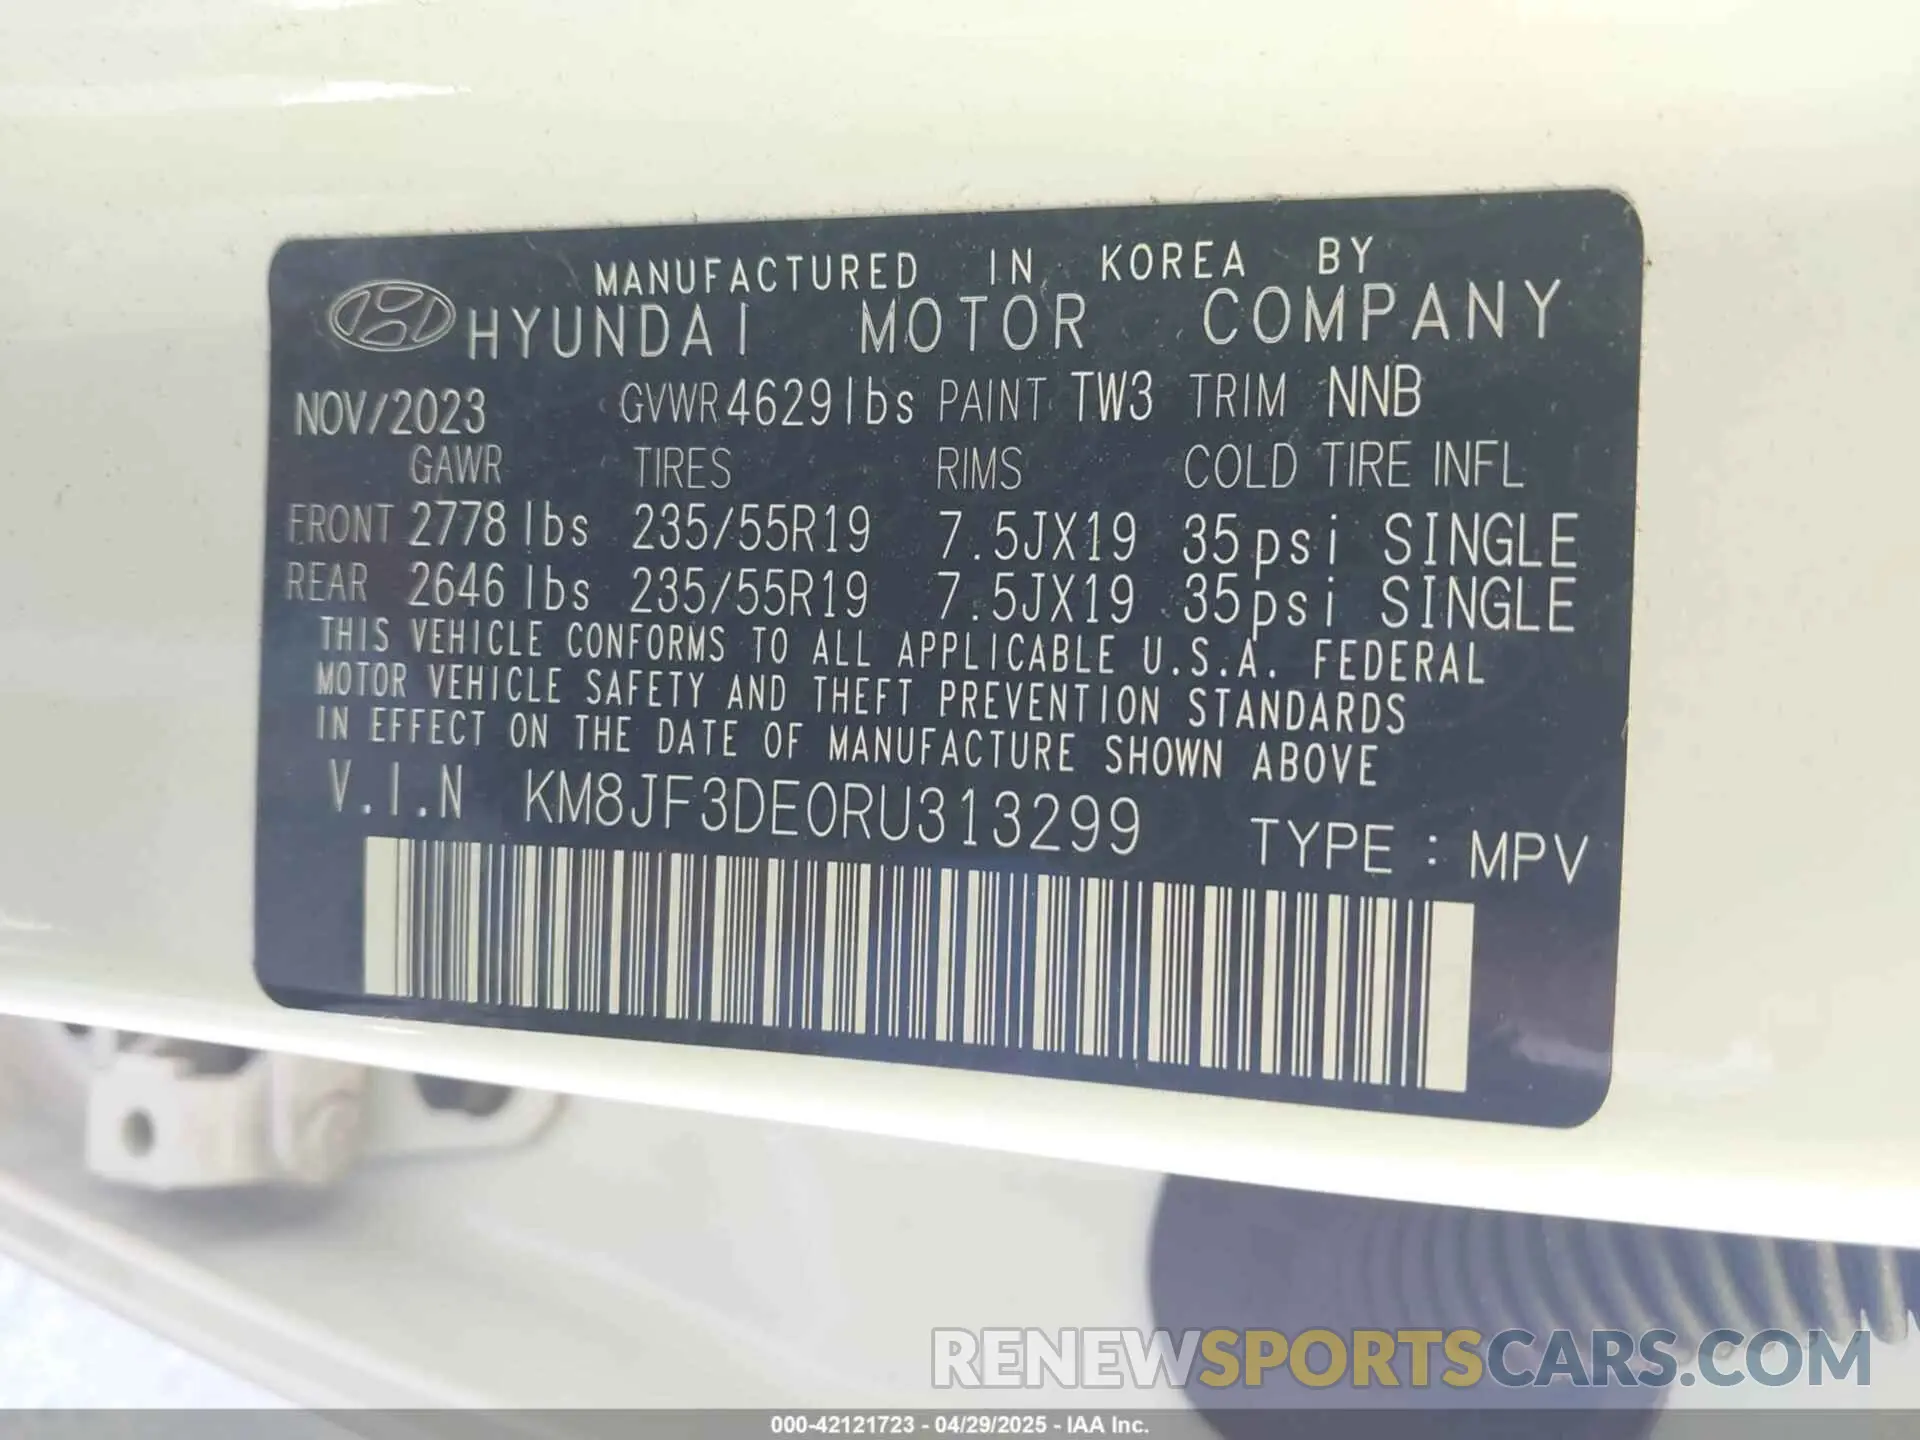 MANUFACTURED IN KOREA BY
HYUNDAI MOTOR COMPANY
NOV/2023 GVWR 4629 lbs PAINT TW3 TRIM NNB
GAWR TIRES RIMS COLD TIRE INFL
FRONT 2778 lbs 235/55R19 7.5JX19 35psi SINGLE
REAR 2646 lbs 235/55R19 7.5JX19 35psi SINGLE
THIS VEHICLE CONFORMS TO ALL APPLICABLE U.S.A. FEDERAL
MOTOR VEHICLE SAFETY AND THEFT PREVENTION STANDARDS
IN EFFECT ON THE DATE OF MANUFACTURE SHOWN ABOVE
V.I.N KM8JF3DE0RU313299 TYPE : MPV
RENEWSPORTSCARS.COM
000-42121723 - 04/29/2025 - IAA Inc.